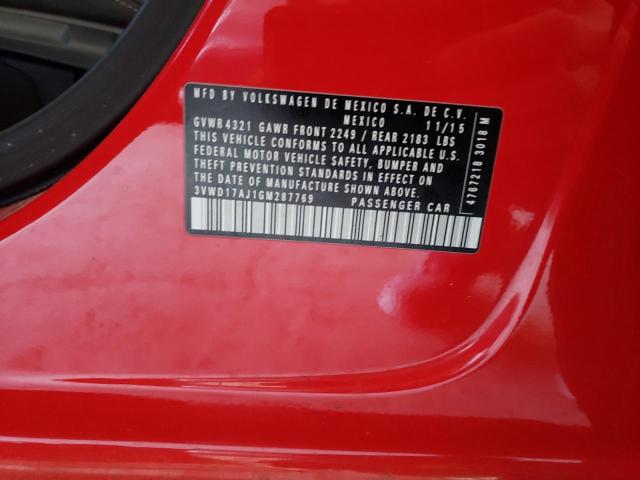 MFD BY VOLKSWAGEN DE MEXICO S.A. DE C.V.
MEXICO 11/15
GVWR 4321 GAWR FRONT 2249 / REAR 2183 LBS
THIS VEHICLE CONFORMS TO ALL APPLICABLE U.S.
FEDERAL MOTOR VEHICLE SAFETY, BUMPER AND
THEFT PREVENTION STANDARDS IN EFFECT ON
THE DATE OF MANUFACTURE SHOWN ABOVE.
3VWD17AJ1GM287769 PASSENGER CAR
4767218 3018 M